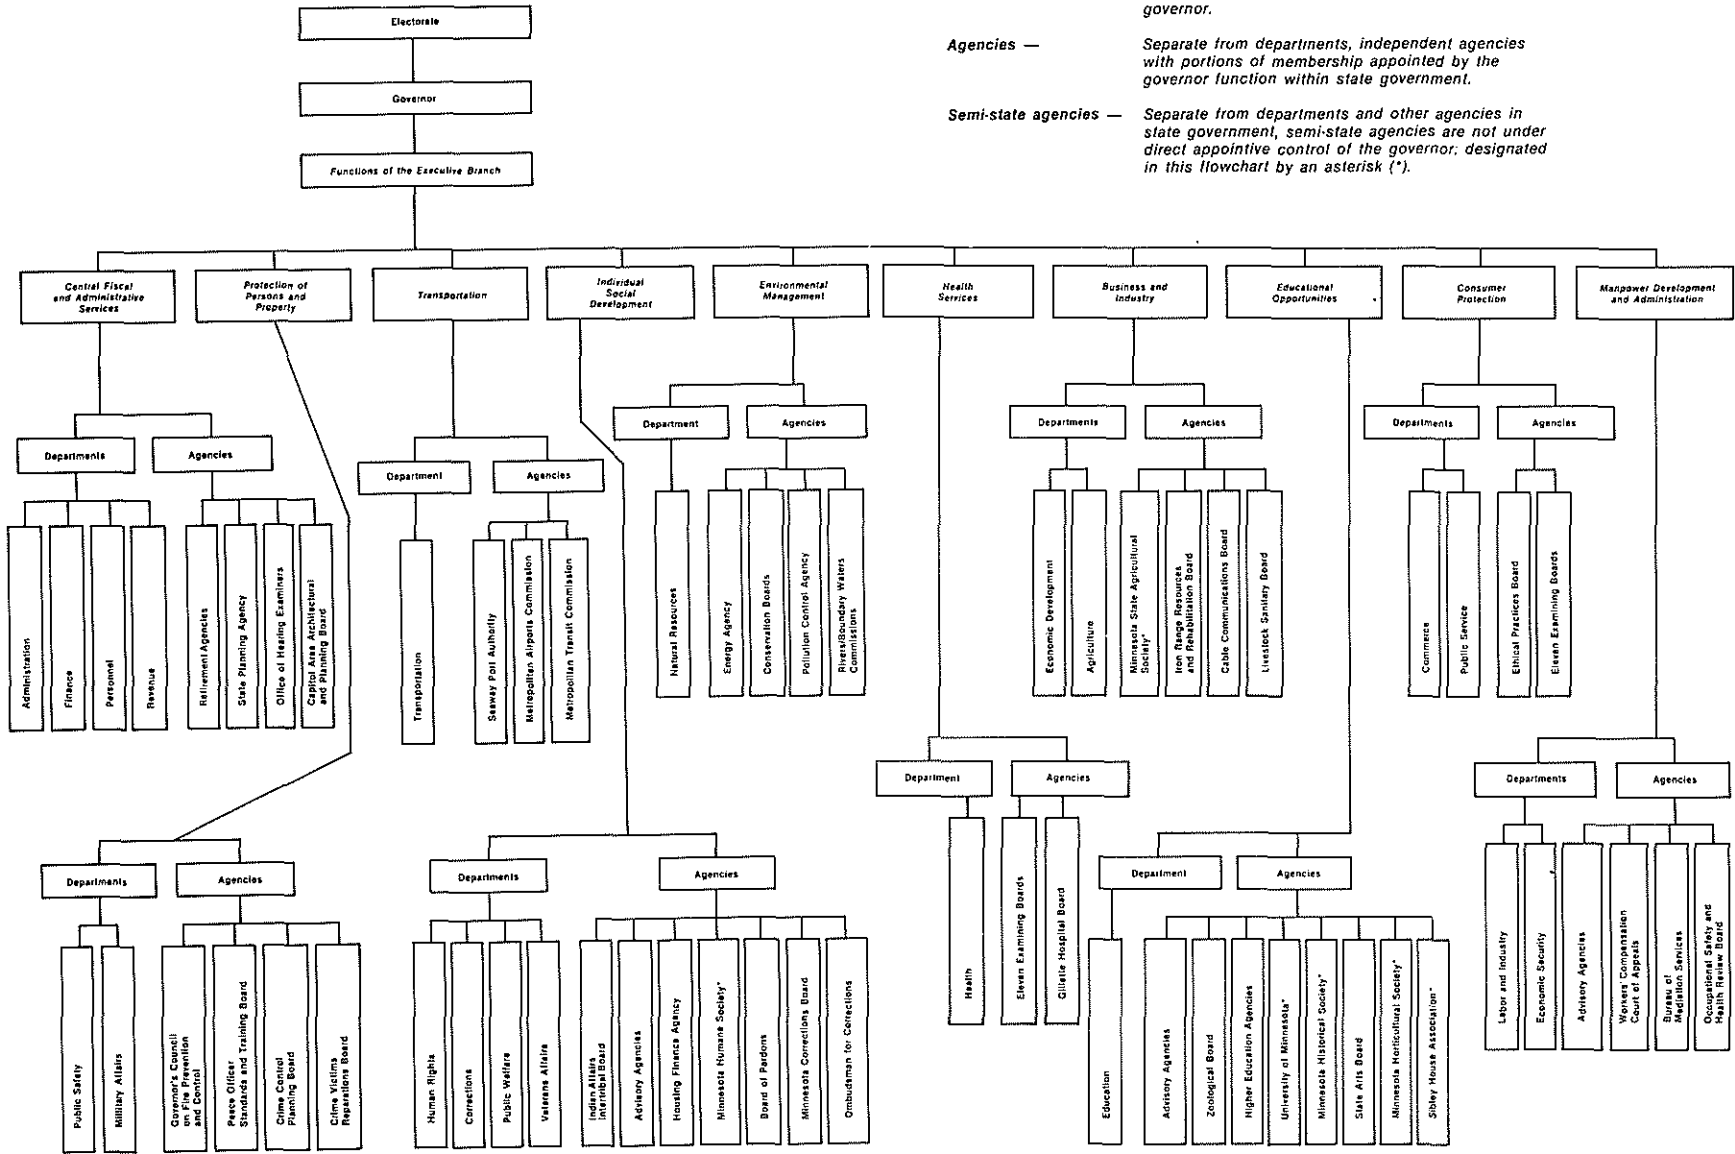 governor.
Agencies — Separate from departments, independent agencies
with portions of membership appointed by the
governor function within state government.
Semi-state agencies — Separate from departments and other agencies in
state government, semi-state agencies are not under
direct appointive control of the governor; designated
in this flowchart by an asterisk (*).
Electorate
Governor
Functions of the Executive Branch
Central Fiscal
and Administrative
Services
Protection of
Persons and
Property
Transportation
Individual
Social
Development
Environmental
Management
Health
Services
Business and
Industry
Educational
Opportunities
Consumer
Protection
Manpower Development
and Administration
Departments
Agencies
Administration
Finance
Personnel
Revenue
Retirement Agencies
State Planning Agency
Office of Hearing Examiners
Capitol Area Architectural
and Planning Board
Department
Agencies
Transportation
Seaway Port Authority
Metropolitan Airports Commission
Metropolitan Transit Commission
Department
Agencies
Natural Resources
Energy Agency
Conservation Boards
Pollution Control Agency
Rivers/Boundary Waters
Commissions
Departments
Agencies
Economic Development
Agriculture
Minnesota State Agricultural
Society*
Iron Range Resources
and Rehabilitation Board
Cable Communications Board
Livestock Sanitary Board
Departments
Agencies
Commerce
Public Service
Ethical Practices Board
Eleven Examining Boards
Departments
Agencies
Public Safety
Military Affairs
Governor's Council
on Fire Prevention
and Control
Peace Officer
Standards and Training Board
Crime Control
Planning Board
Crime Victims
Reparations Board
Departments
Agencies
Human Rights
Corrections
Public Welfare
Veterans Affairs
Indian Affairs
Intertribal Board
Advisory Agencies
Housing Finance Agency
Minnesota Humane Society*
Board of Pardons
Minnesota Corrections Board
Ombudsman for Corrections
Department
Agencies
Health
Eleven Examining Boards
Gillette Hospital Board
Department
Agencies
Education
Advisory Agencies
Zoological Board
Higher Education Agencies
University of Minnesota*
Minnesota Historical Society*
State Arts Board
Minnesota Horticultural Society*
Sibley House Association*
Departments
Agencies
Labor and Industry
Economic Security
Advisory Agencies
Workers' Compensation
Court of Appeals
Bureau of
Mediation Services
Occupational Safety and
Health Review Board